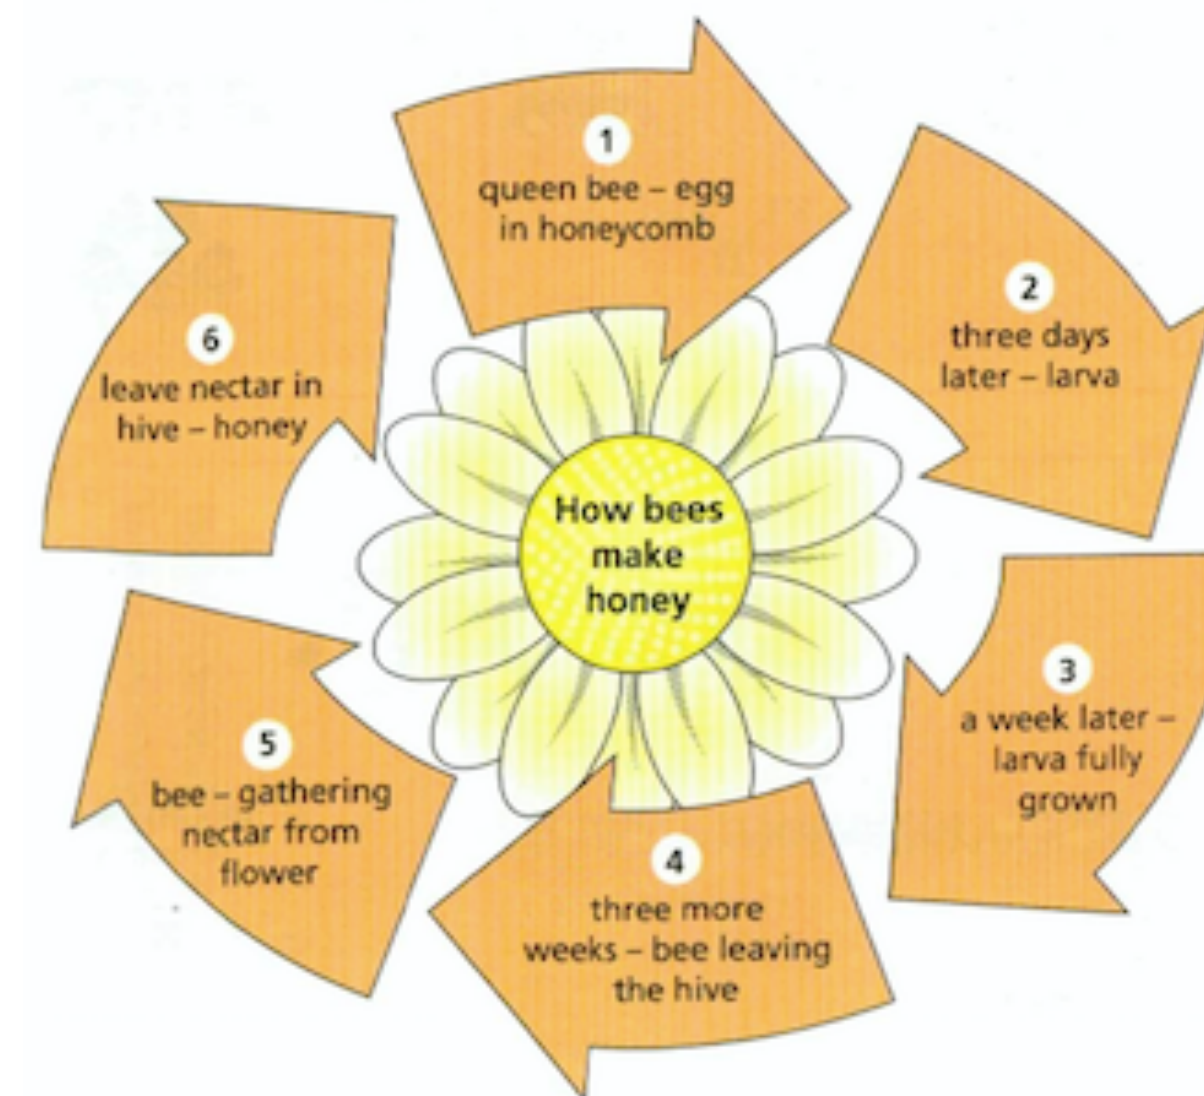 1
queen bee – egg
in honeycomb
2
three days
later – larva
3
a week later –
larva fully
grown
4
three more
weeks – bee leaving
the hive
5
bee – gathering
nectar from
flower
6
leave nectar in
hive – honey
How bees
make
honey